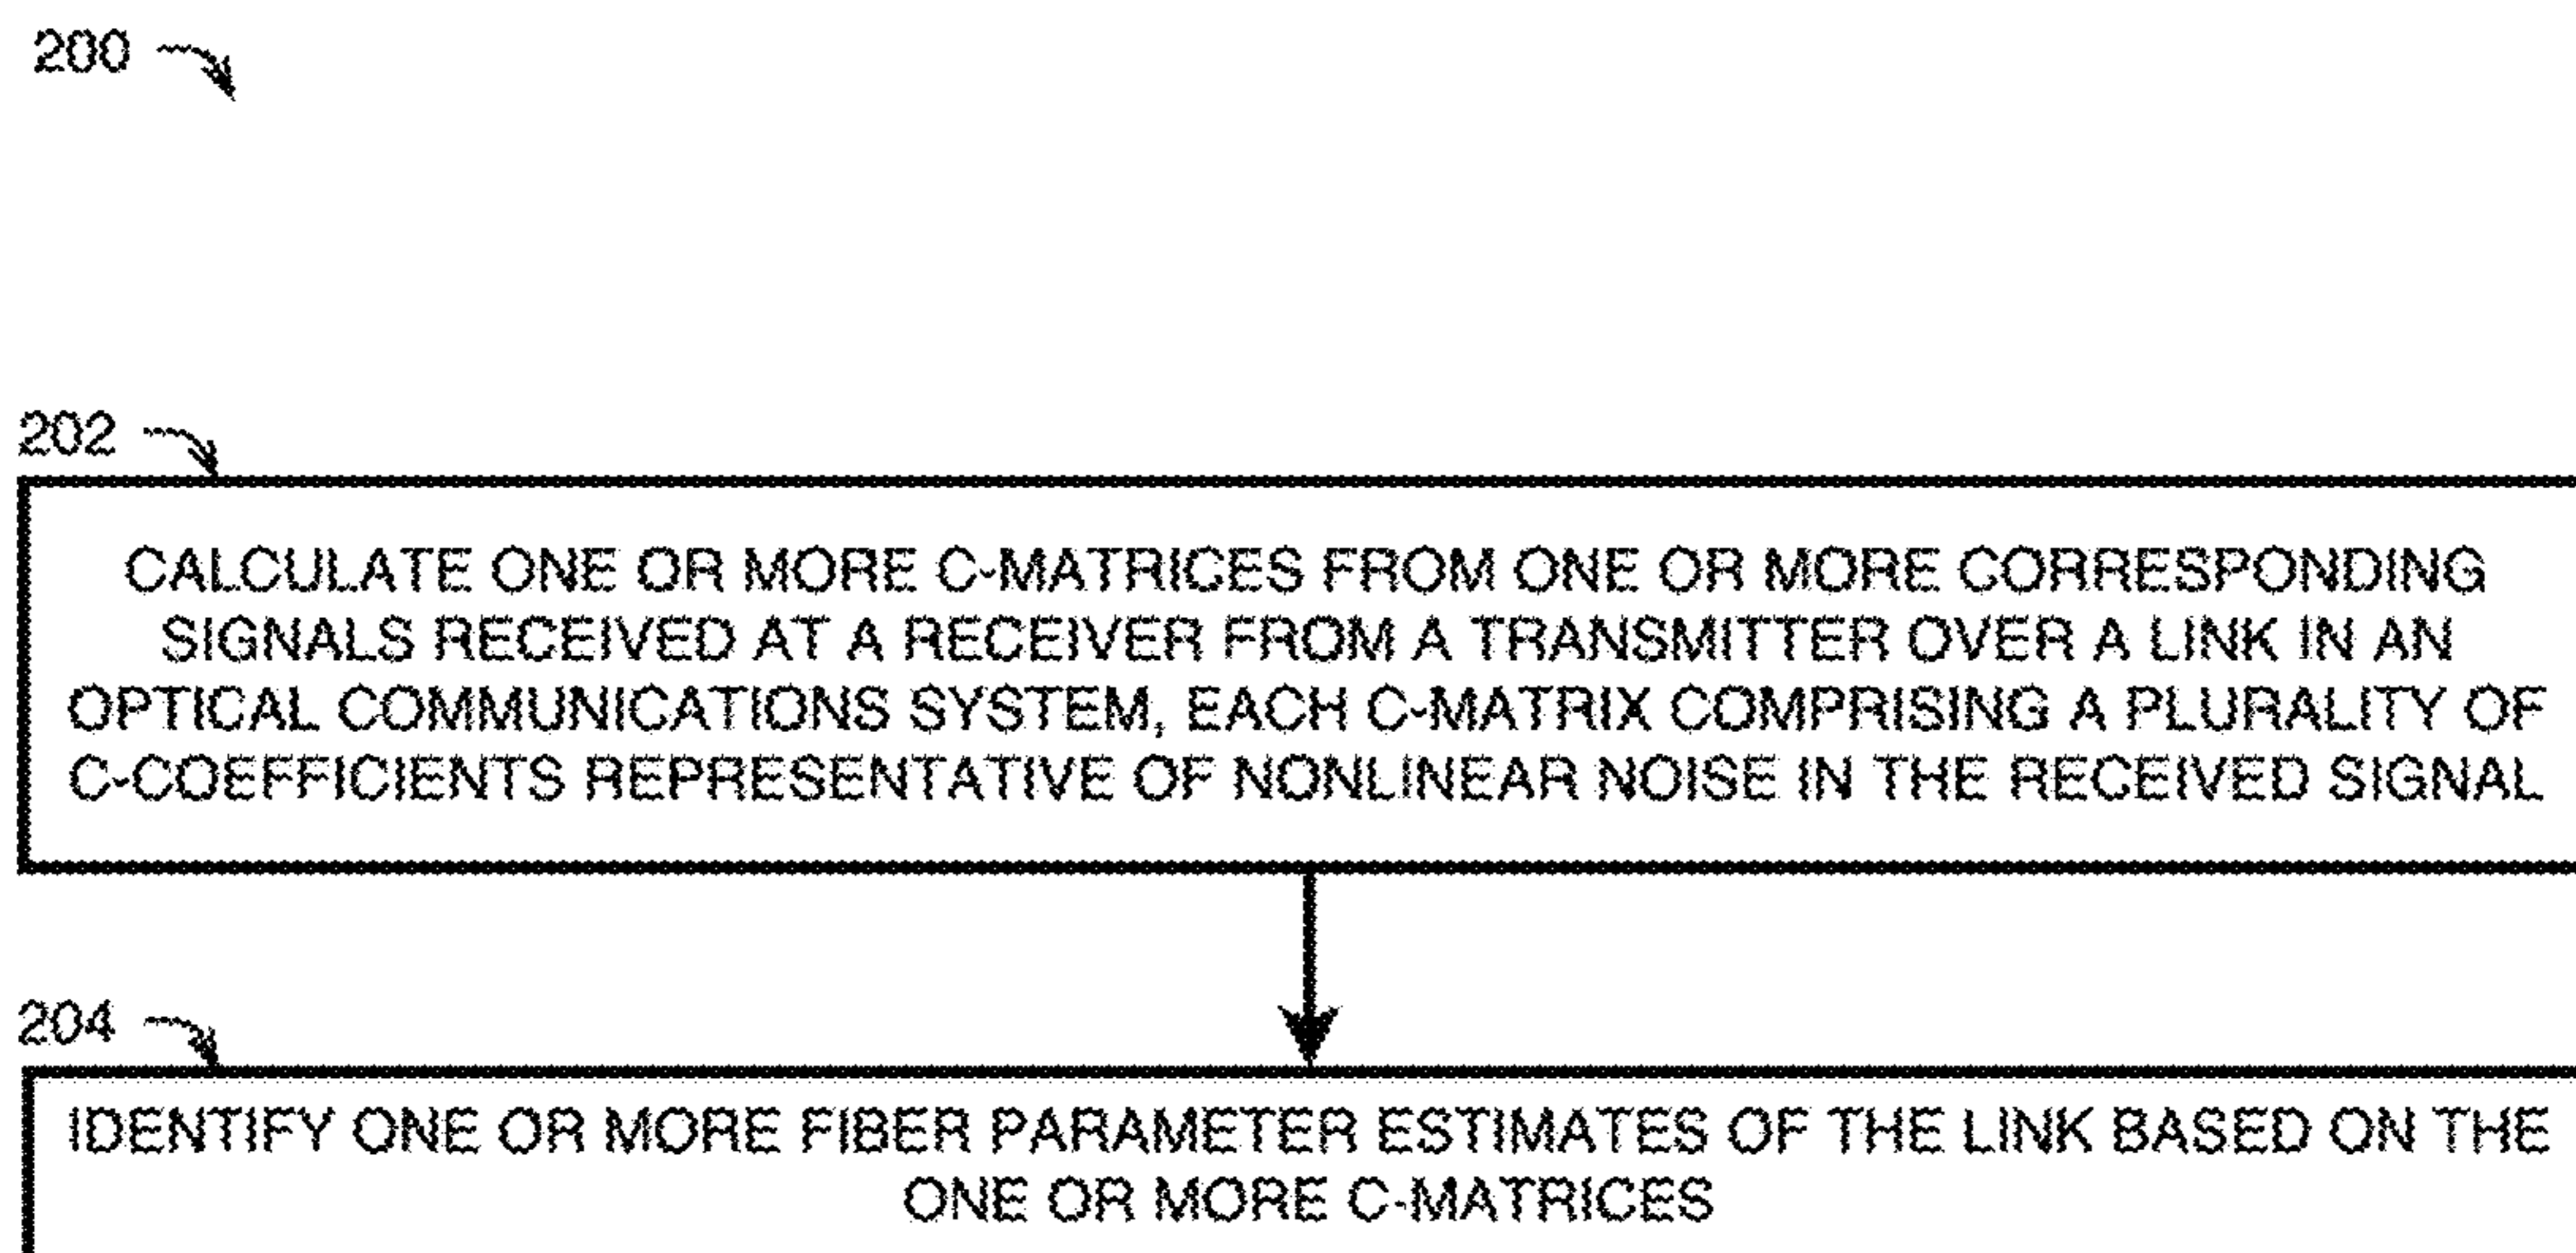 200
202
CALCULATE ONE OR MORE C-MATRICES FROM ONE OR MORE CORRESPONDING
SIGNALS RECEIVED AT A RECEIVER FROM A TRANSMITTER OVER A LINK IN AN
OPTICAL COMMUNICATIONS SYSTEM, EACH C-MATRIX COMPRISING A PLURALITY OF
C-COEFFICIENTS REPRESENTATIVE OF NONLINEAR NOISE IN THE RECEIVED SIGNAL
204
IDENTIFY ONE OR MORE FIBER PARAMETER ESTIMATES OF THE LINK BASED ON THE
ONE OR MORE C-MATRICES